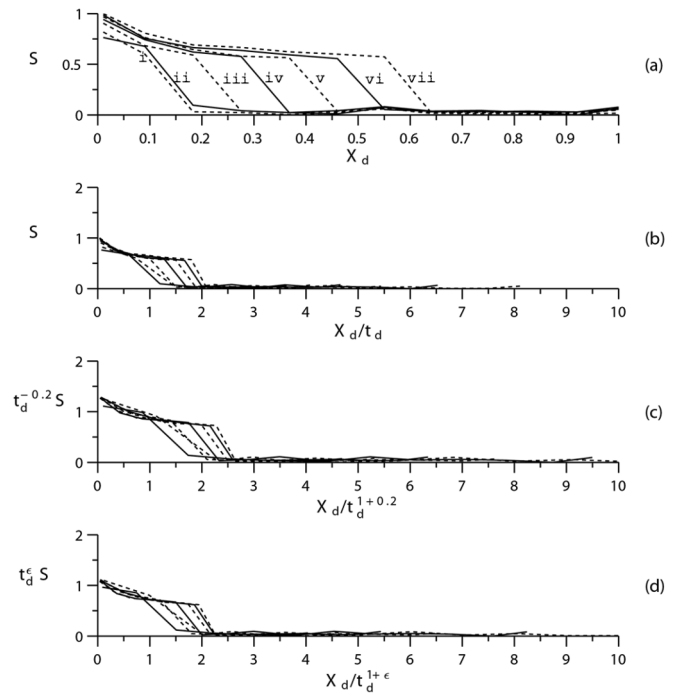 1
S
0.5
0
i
ii
iii
iv
v
vi
vii
(a)
0 0.1 0.2 0.3 0.4 0.5 0.6 0.7 0.8 0.9 1
X d
2
S
1
0
(b)
0 1 2 3 4 5 6 7 8 9 10
X d/t d
2
t d −0.2 S
1
0
(c)
0 1 2 3 4 5 6 7 8 9 10
X d/t d 1+0.2
2
t d ϵ S
1
0
(d)
0 1 2 3 4 5 6 7 8 9 10
X d/t d 1+ ϵ